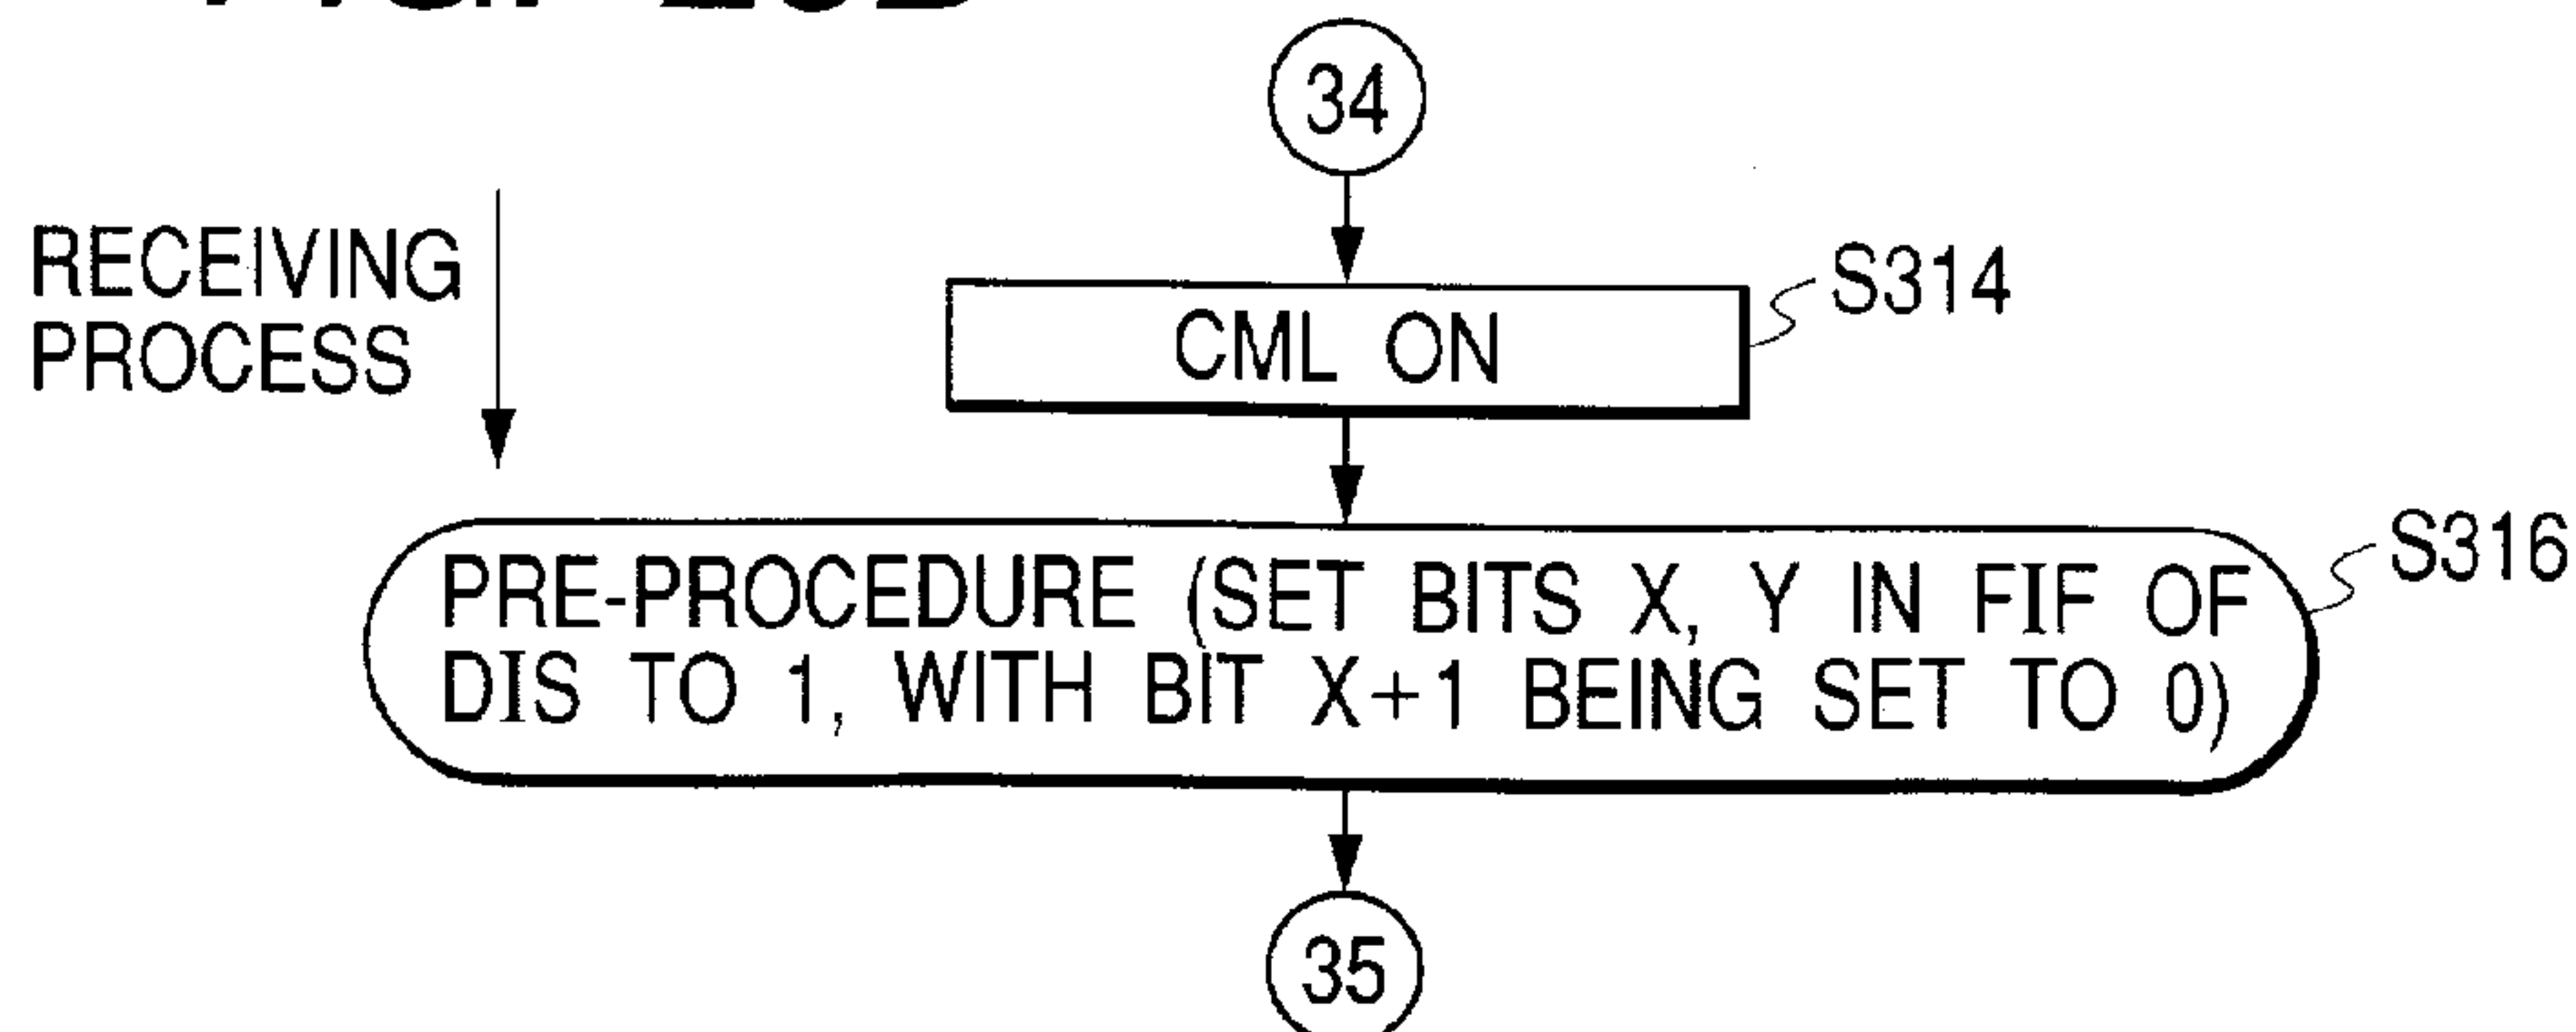 34
RECEIVING
PROCESS
CML ON
S314
PRE-PROCEDURE (SET BITS X, Y IN FIF OF
DIS TO 1, WITH BIT X+1 BEING SET TO 0)
S316
35